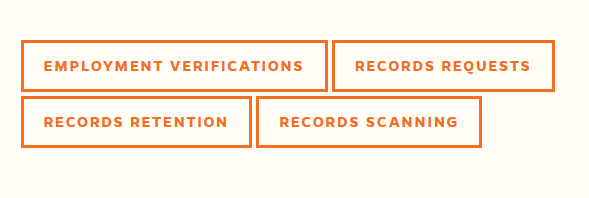 EMPLOYMENT VERIFICATIONS
RECORDS REQUESTS
RECORDS RETENTION
RECORDS SCANNING